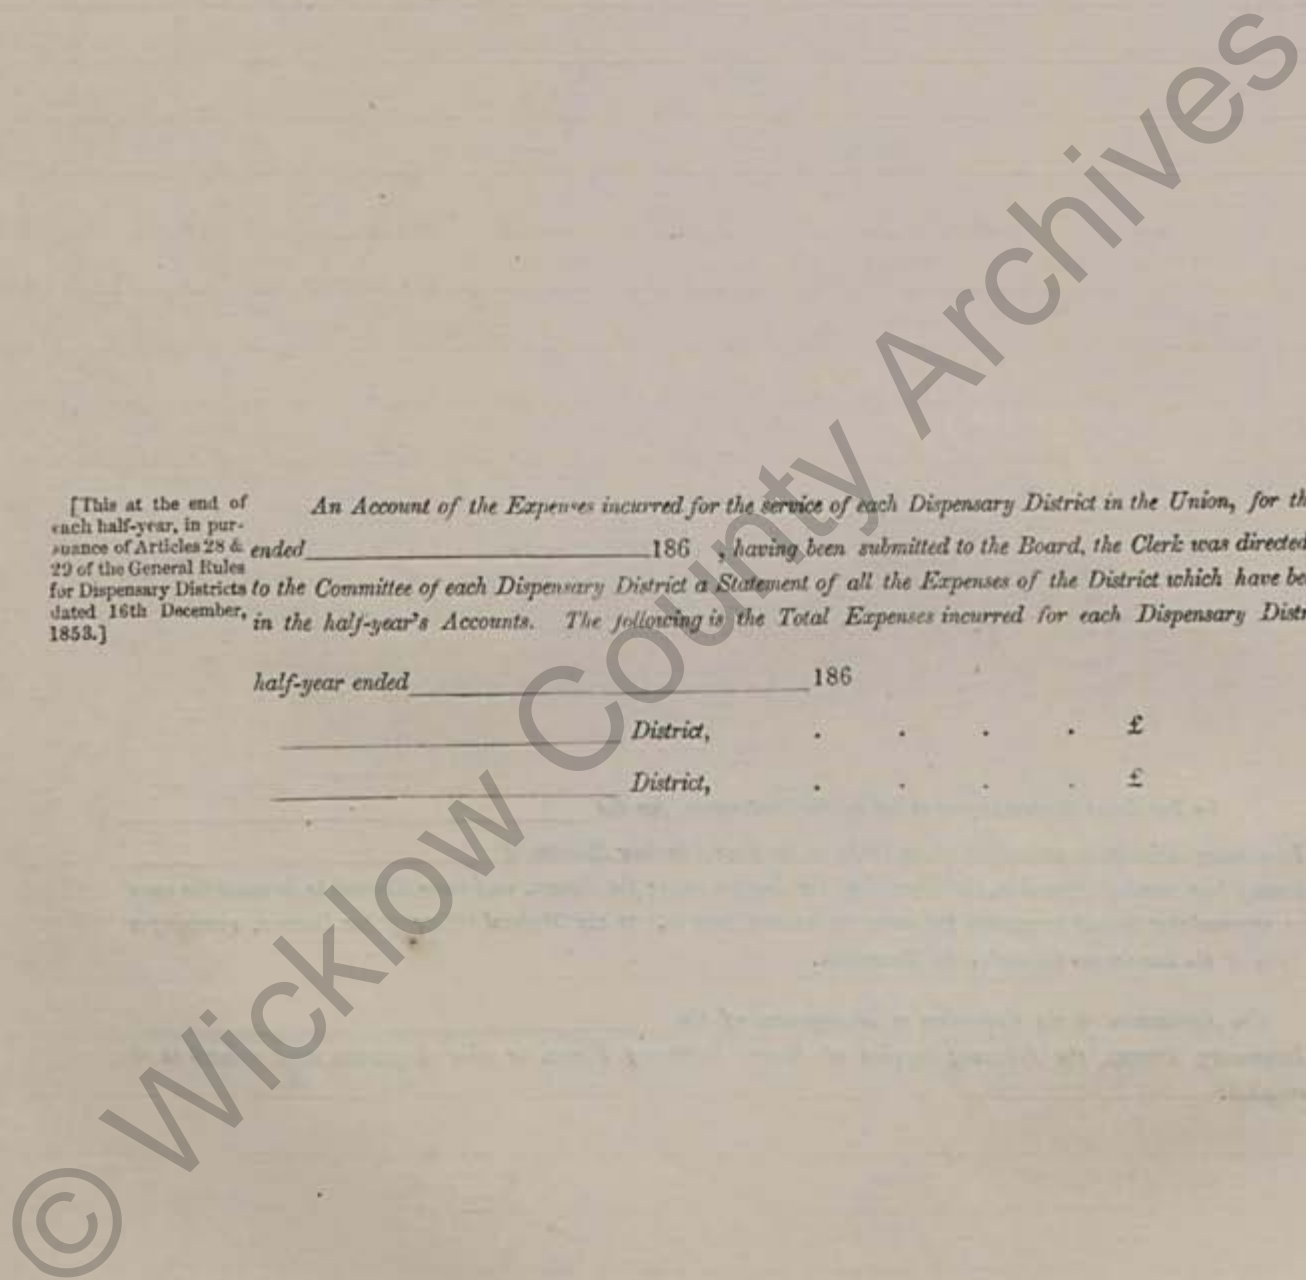 [This at the end of
each half-year, in pur-
suance of Articles 28 &
29 of the General Rules
for Dispensary Districts
dated 16th December,
1853.]
An Account of the Expenses incurred for the service of each Dispensary District in the Union, for th
ended 186 , having been submitted to the Board, the Clerk was directed
to the Committee of each Dispensary District a Statement of all the Expenses of the District which have be
in the half-year's Accounts. The following is the Total Expenses incurred for each Dispensary Distr
half-year ended 186
District, . . . . £
District, . . . . £
© Wicklow County Archives